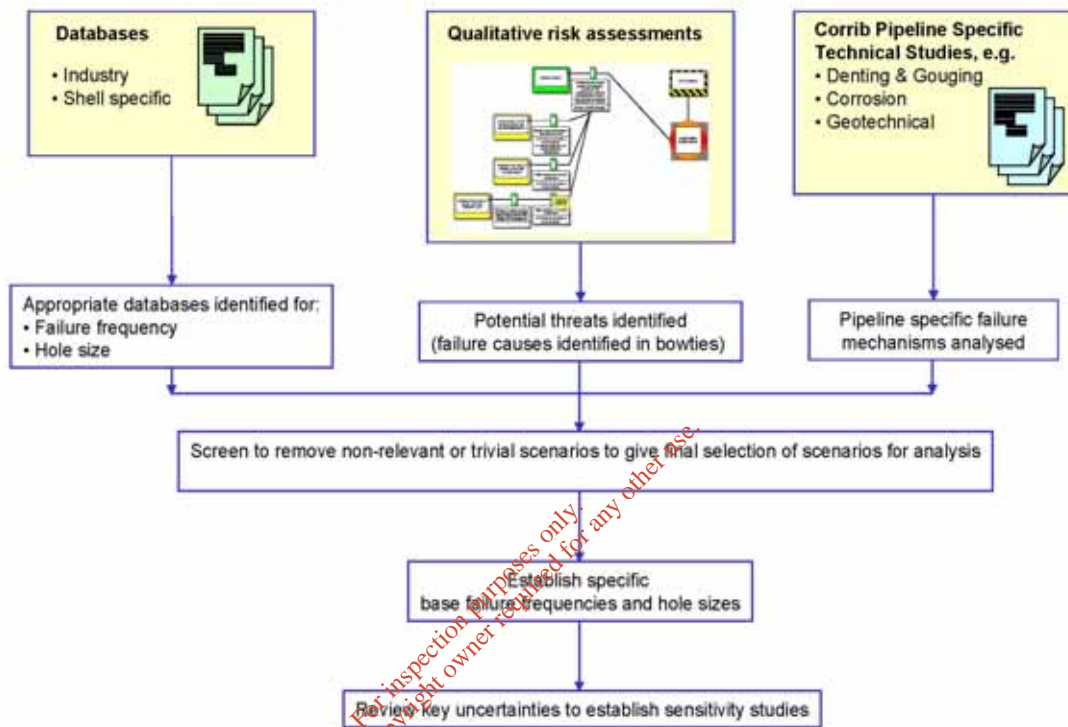 Databases
• Industry
• Shell specific
Qualitative risk assessments
Corrib Pipeline Specific
Technical Studies, e.g.
• Denting & Gouging
• Corrosion
• Geotechnical
Appropriate databases identified for:
• Failure frequency
• Hole size
Potential threats identified
(failure causes identified in bowties)
Pipeline specific failure
mechanisms analysed
Screen to remove non-relevant or trivial scenarios to give final selection of scenarios for analysis
Establish specific
base failure frequencies and hole sizes
Review key uncertainties to establish sensitivity studies
For inspection purposes only.
owner required for any other use.